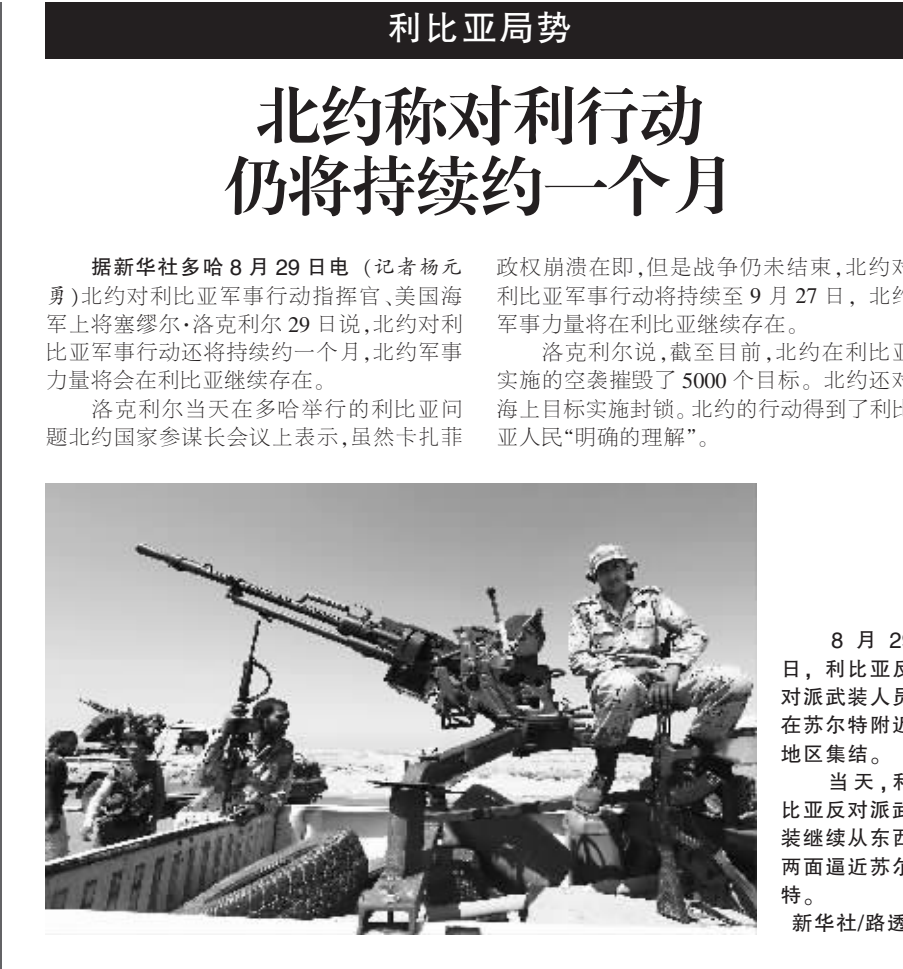 利比亚局势
北约称对利行动
仍将持续约一个月
据新华社多哈8月29日电（记者杨元
勇）北约对利比亚军事行动指挥官、美国海
军上将塞缪尔·洛克利尔29日说，北约对利
比亚军事行动还将持续约一个月，北约军事
力量将会在利比亚继续存在。
洛克利尔当天在多哈举行的利比亚问
题北约国家参谋长会议上表示，虽然卡扎菲
政权崩溃在即，但是战争仍未结束，北约对
利比亚军事行动将持续至9月27日，北约
军事力量将在利比亚继续存在。
洛克利尔说，截至目前，北约在利比亚
实施的空袭摧毁了5000个目标。北约还对
海上目标实施封锁。北约的行动得到了利比
亚人民“明确的理解”。
8月29
日，利比亚反
对派武装人员
在苏尔特附近
地区集结。
当天，利
比亚反对派武
装继续从东西
两面逼近苏尔
特。
新华社/路透